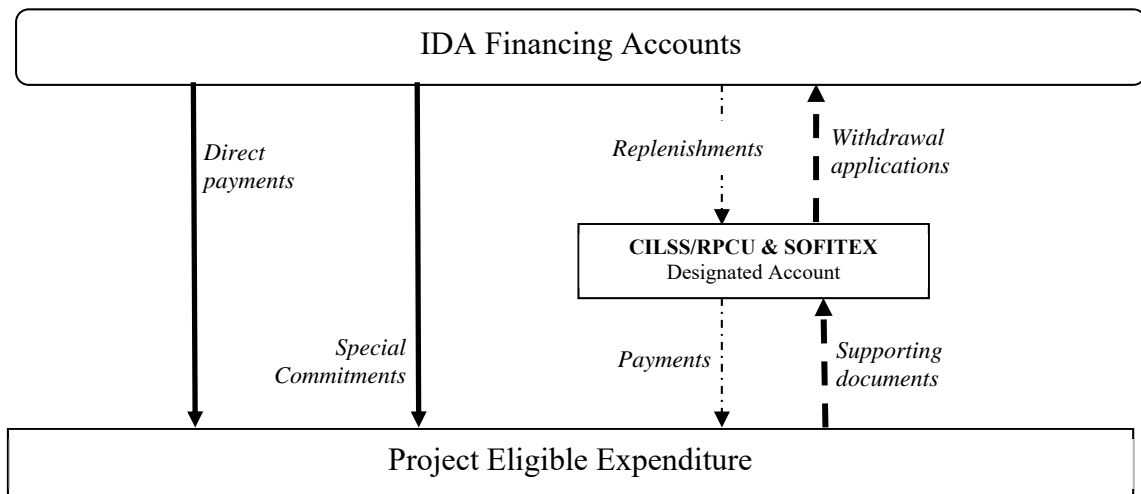 IDA Financing Accounts
Direct
payments
Replenishments
Withdrawal
applications
CILSS/RPCU & SOFITEX
Designated Account
Special
Commitments
Payments
Supporting
documents
Project Eligible Expenditure